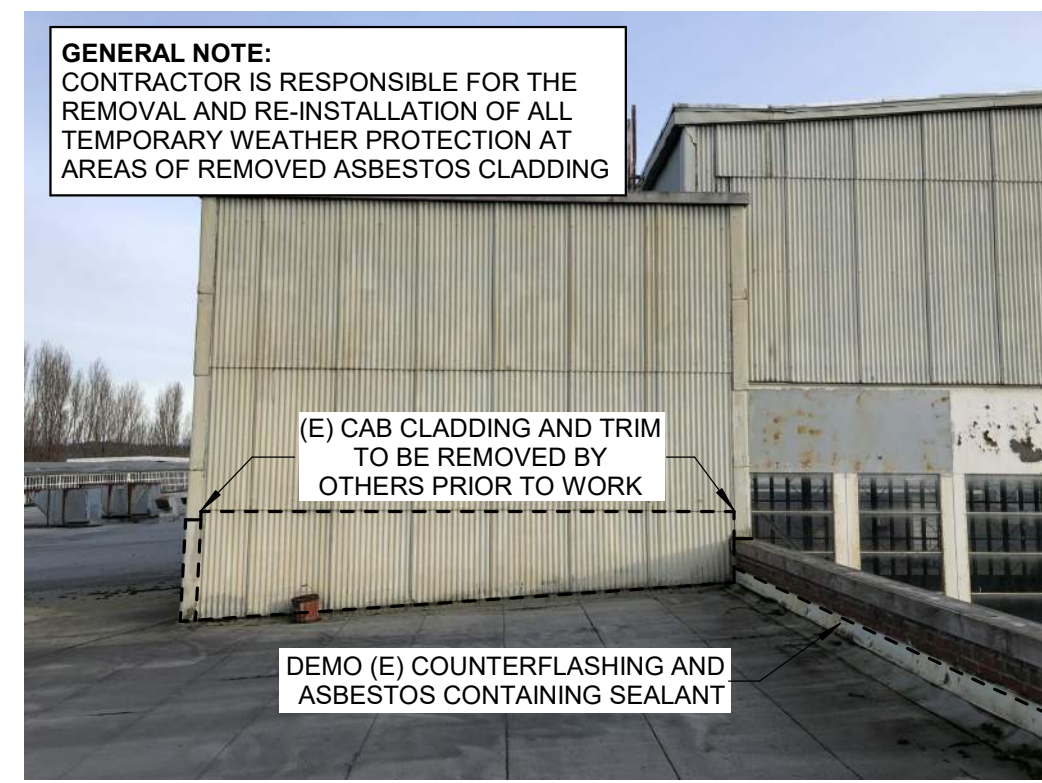 GENERAL NOTE:
CONTRACTOR IS RESPONSIBLE FOR THE
REMOVAL AND RE-INSTALLATION OF ALL
TEMPORARY WEATHER PROTECTION AT
AREAS OF REMOVED ASBESTOS CLADDING
(E) CAB CLADDING AND TRIM
TO BE REMOVED BY
OTHERS PRIOR TO WORK
DEMO (E) COUNTERFLASHING AND
ASBESTOS CONTAINING SEALANT